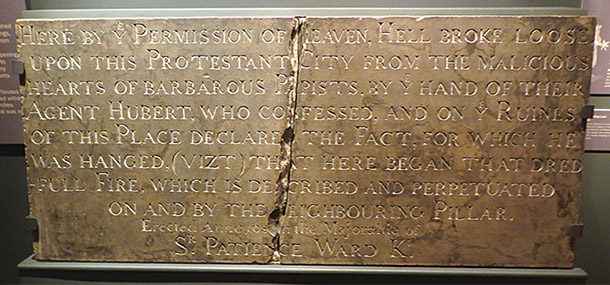 HERE BY Yᵉ PERMISSION OF HEAVEN, HELL BROKE LOOSE
UPON THIS PROTESTANT CITY FROM THE MALICIOUS
HEARTS OF BARBAROUS PAPISTS, BY Yᵉ HAND OF THEIR
AGENT HUBERT, WHO CONFESSED, AND ON Yᵉ RUINES
OF THIS PLACE DECLARED THE FACT, FOR WHICH HE
WAS HANGED, (VIZT) THAT HERE BEGAN THAT DRED
-FULL FIRE, WHICH IS DESCRIBED AND PERPETUATED
ON AND BY THE NEIGHBOURING PILLAR.
Erected Anno 1681 in the Majoralitie of
Sᴿ PATIENCE WARD Kᵗ.